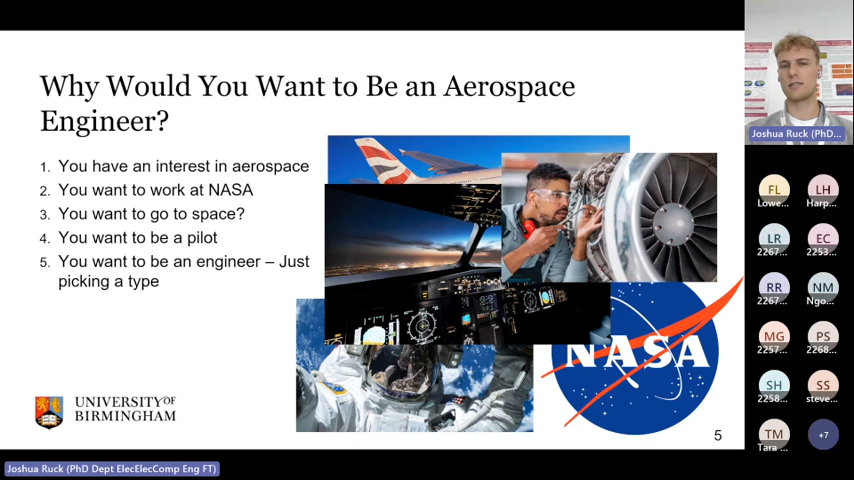 Why Would You Want to Be an Aerospace
Engineer?
1. You have an interest in aerospace
2. You want to work at NASA
3. You want to go to space?
4. You want to be a pilot
5. You want to be an engineer – Just
picking a type
NASA
UNIVERSITY OF
BIRMINGHAM
5
Joshua Ruck (PhD Dept ElecElecComp Eng FT)
Joshua Ruck (PhD...
FL
Lowe...
LH
Harp...
LR
2267...
EC
2253...
RR
2267...
NM
Ngo...
MG
2257...
PS
2268...
SH
2258...
SS
steve...
TM
Tara ...
+7